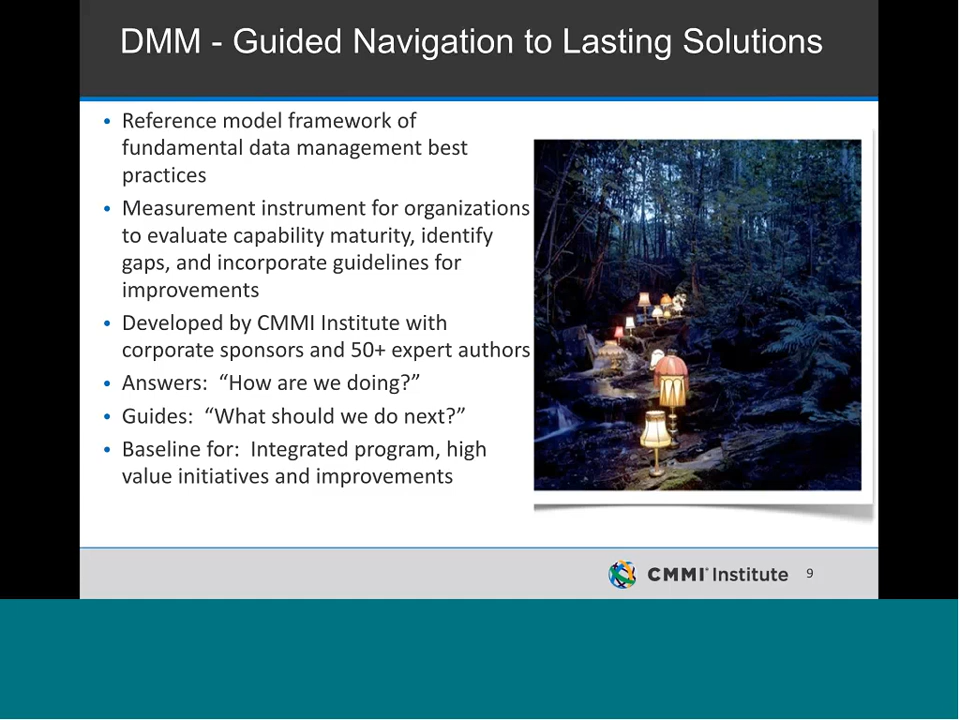 DMM - Guided Navigation to Lasting Solutions
• Reference model framework of
fundamental data management best
practices
• Measurement instrument for organizations
to evaluate capability maturity, identify
gaps, and incorporate guidelines for
improvements
• Developed by CMMI Institute with
corporate sponsors and 50+ expert authors
• Answers: “How are we doing?”
• Guides: “What should we do next?”
• Baseline for: Integrated program, high
value initiatives and improvements
CMMI® Institute 9